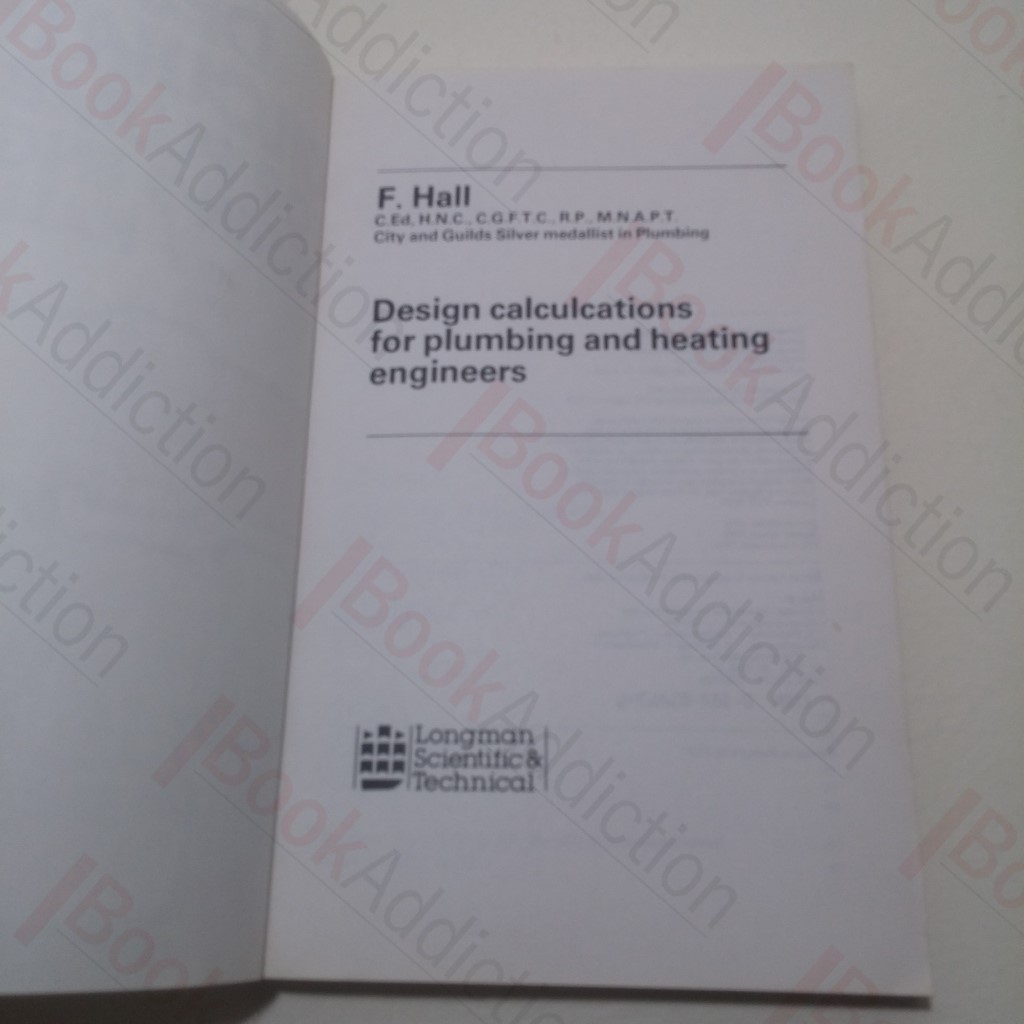 F. Hall
C.Ed, H.N.C., C.G.F.T.C., R.P., M.N.A.P.T.
City and Guilds Silver medallist in Plumbing
Design calculcations
for plumbing and heating
engineers
Longman
Scientific &
Technical
BookAddiction